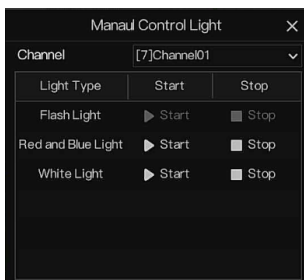 Manaul Control Light
Channel [7]Channel01
Light Type Start Stop
Flash Light Start Stop
Red and Blue Light Start Stop
White Light Start Stop